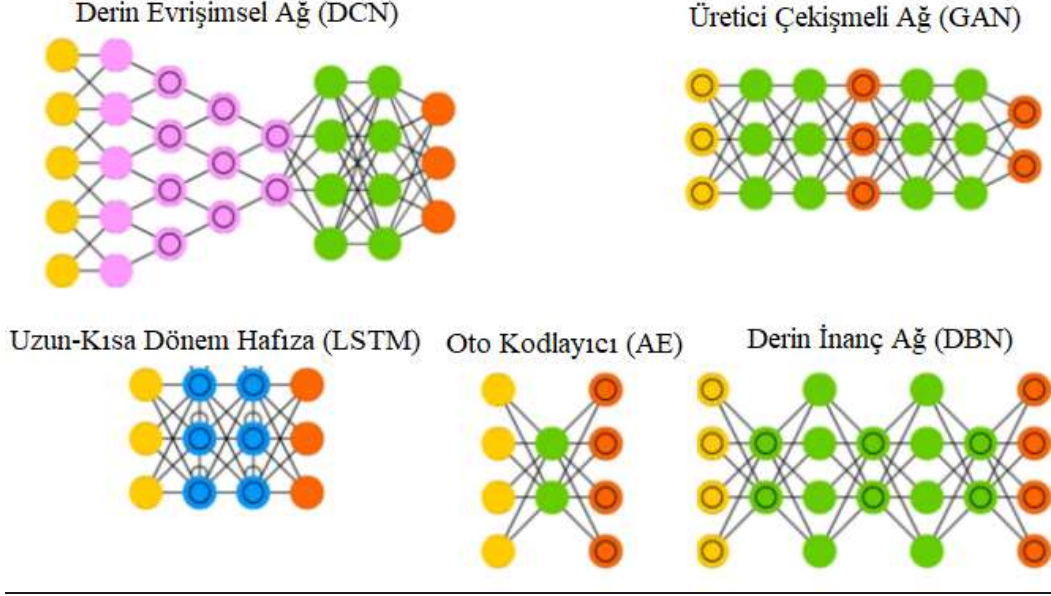 Derin Evrişimsel Ağ (DCN)
Üretici Çekişmeli Ağ (GAN)
Uzun-Kısa Dönem Hafıza (LSTM)
Oto Kodlayıcı (AE)
Derin İnanç Ağ (DBN)